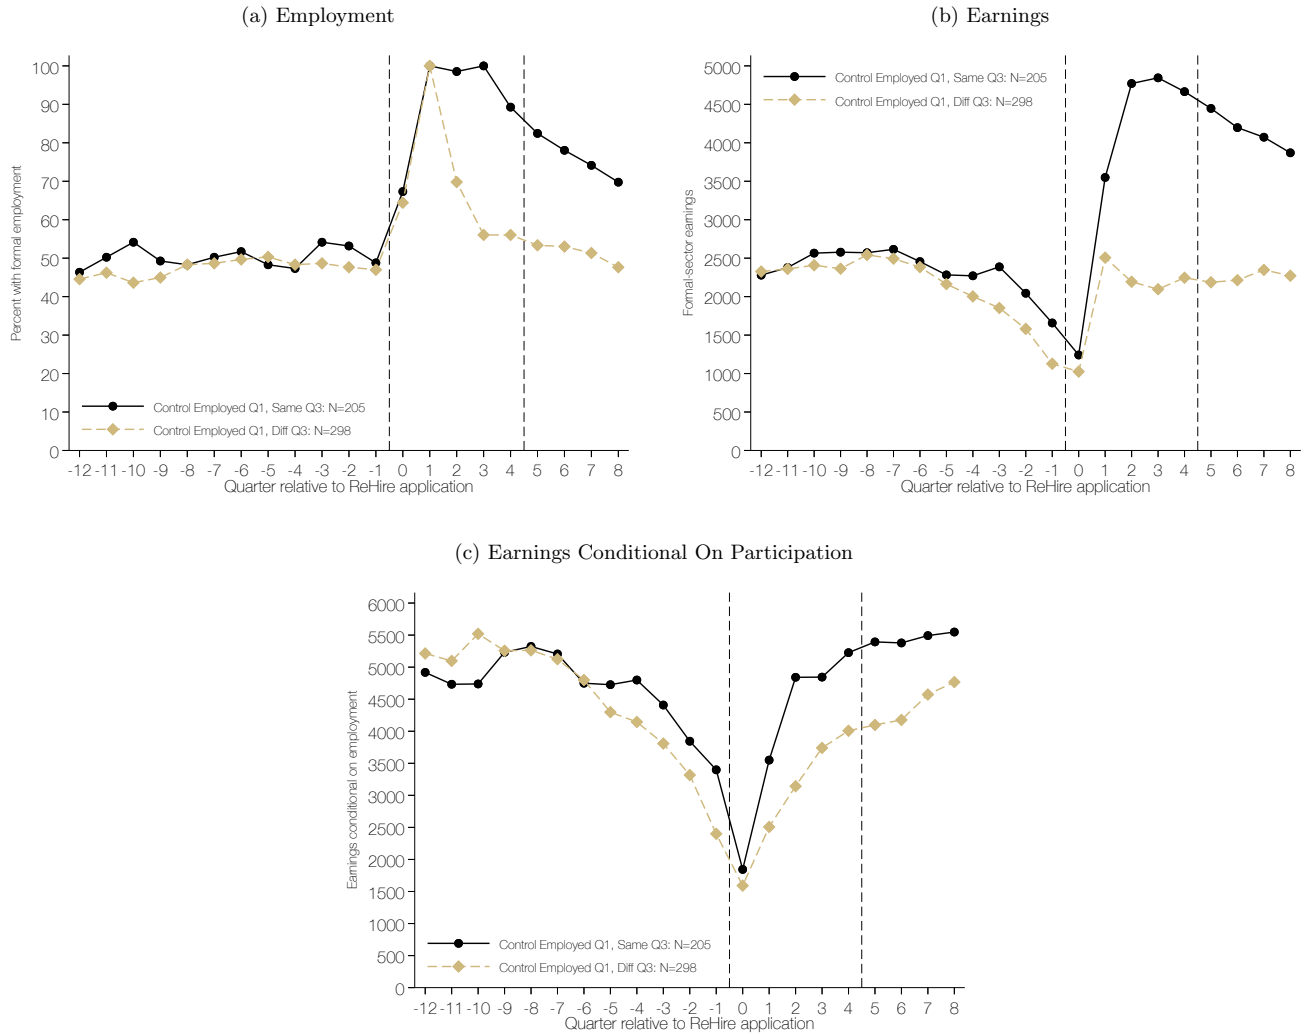 (a) Employment
Percent with formal employment
100
90
80
70
60
50
40
30
20
10
0
Control Employed Q1, Same Q3: N=205
Control Employed Q1, Diff Q3: N=298
-12 -11 -10 -9 -8 -7 -6 -5 -4 -3 -2 -1 0 1 2 3 4 5 6 7 8
Quarter relative to ReHire application
(b) Earnings
Formal-sector earnings
5000
4500
4000
3500
3000
2500
2000
1500
1000
500
0
Control Employed Q1, Same Q3: N=205
Control Employed Q1, Diff Q3: N=298
-12 -11 -10 -9 -8 -7 -6 -5 -4 -3 -2 -1 0 1 2 3 4 5 6 7 8
Quarter relative to ReHire application
(c) Earnings Conditional On Participation
Earnings conditional on employment
6000
5500
5000
4500
4000
3500
3000
2500
2000
1500
1000
500
0
Control Employed Q1, Same Q3: N=205
Control Employed Q1, Diff Q3: N=298
-12 -11 -10 -9 -8 -7 -6 -5 -4 -3 -2 -1 0 1 2 3 4 5 6 7 8
Quarter relative to ReHire application